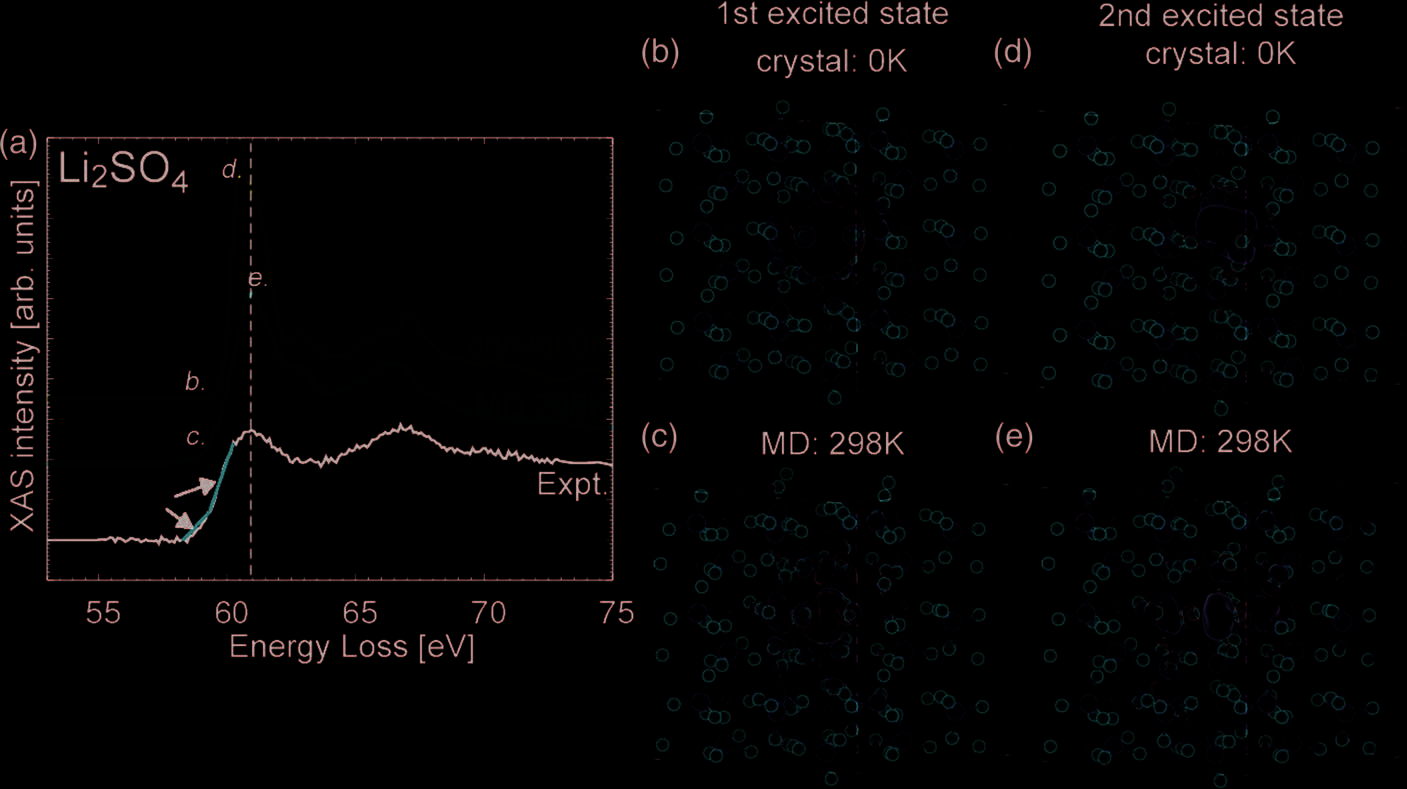 1st excited state
2nd excited state
(b)
crystal: 0K
(d)
crystal: 0K
(a)
Li₂SO₄
d.
e.
b.
c.
XAS intensity [arb. units]
Expt.
55
60
65
70
75
Energy Loss [eV]
(c)
MD: 298K
(e)
MD: 298K